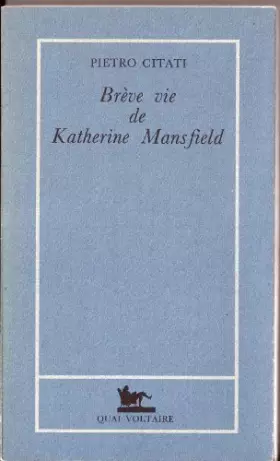 PIETRO CITATI
Brève vie
de
Katherine Mansfield
QUAI VOLTAIRE